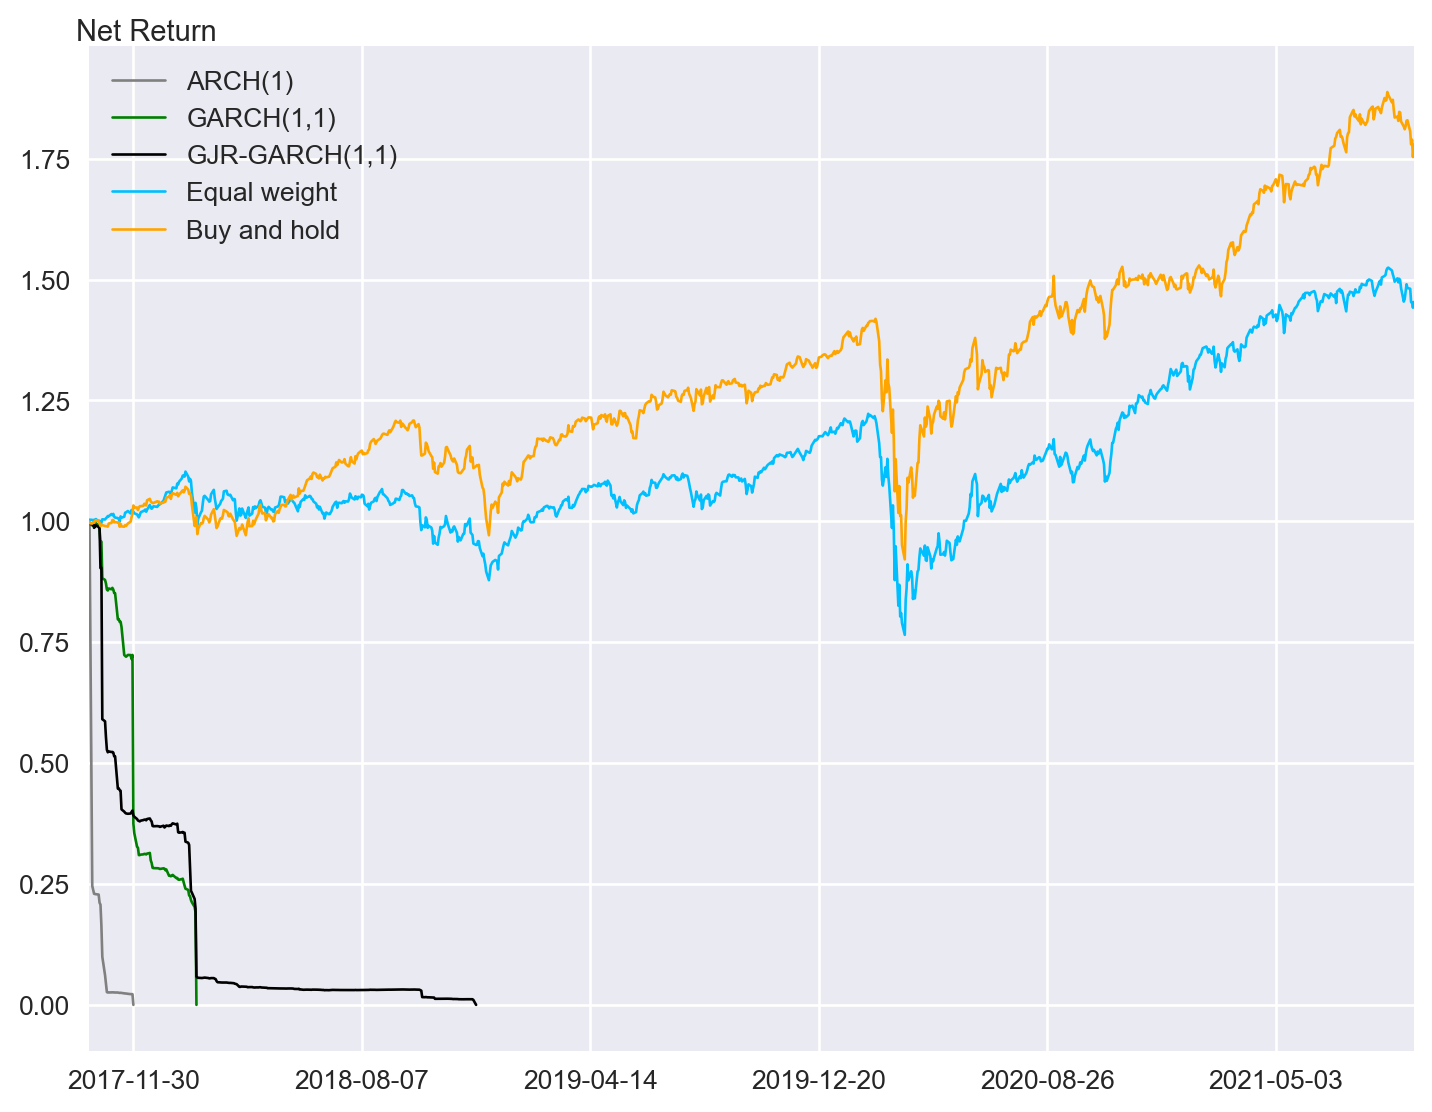 Net Return
ARCH(1)
GARCH(1,1)
GJR-GARCH(1,1)
Equal weight
Buy and hold
1.75
1.50
1.25
1.00
0.75
0.50
0.25
0.00
2017-11-30 2018-08-07 2019-04-14 2019-12-20 2020-08-26 2021-05-03